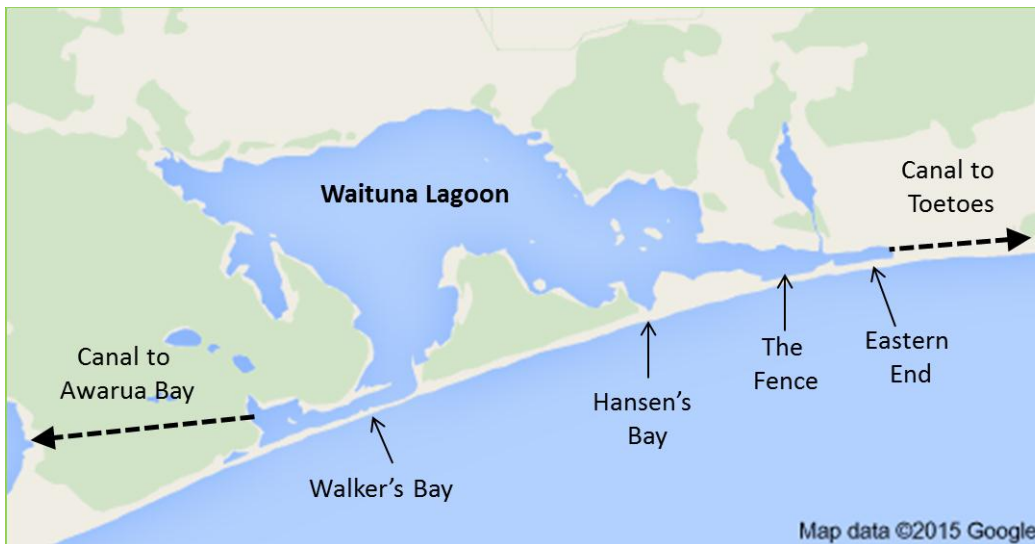 Waituna Lagoon
Canal to
Toetoes
Canal to
Awarua Bay
The
Fence
Eastern
End
Hansen's
Bay
Walker's Bay
Map data ©2015 Google